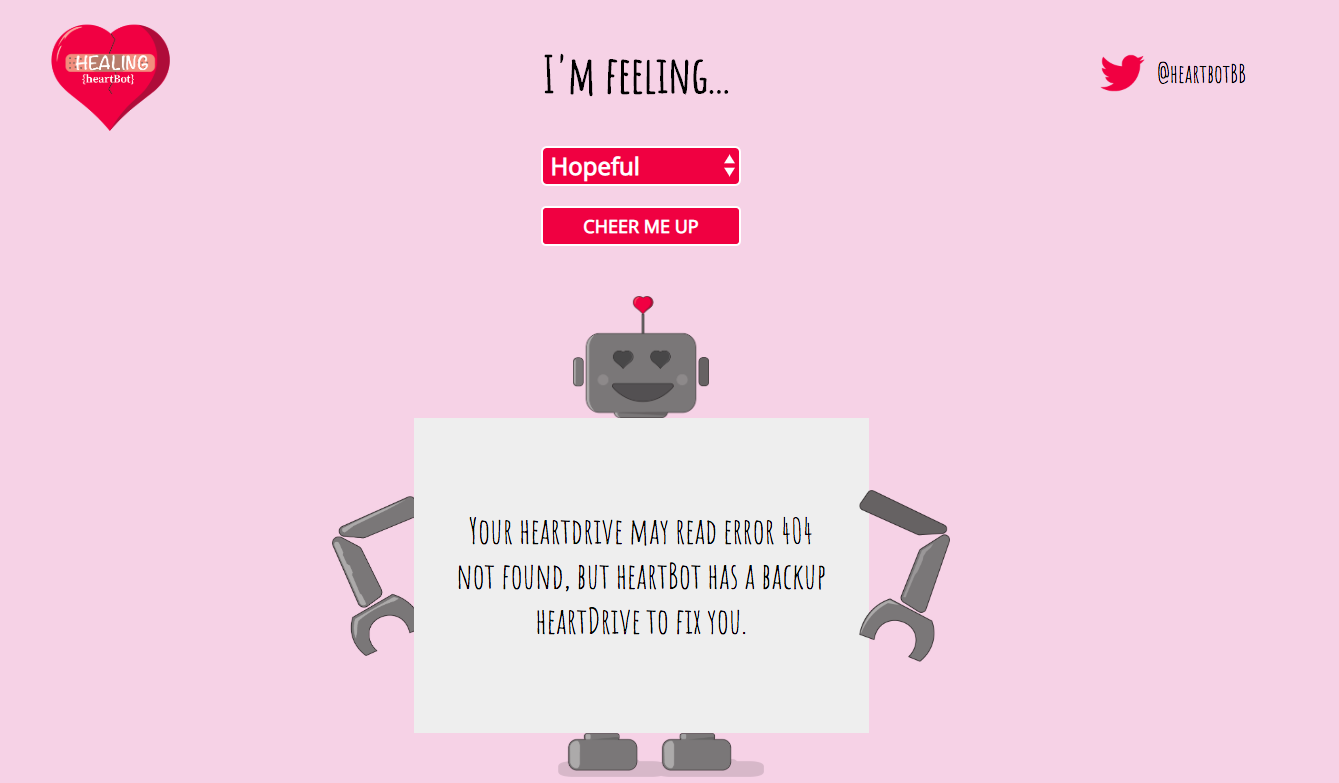 HEALING
{heartBot}
I'm feeling...
@heartbotBB
Hopeful
CHEER ME UP
Your heartdrive may read error 404
not found, but heartBot has a backup
heartDrive to fix you.